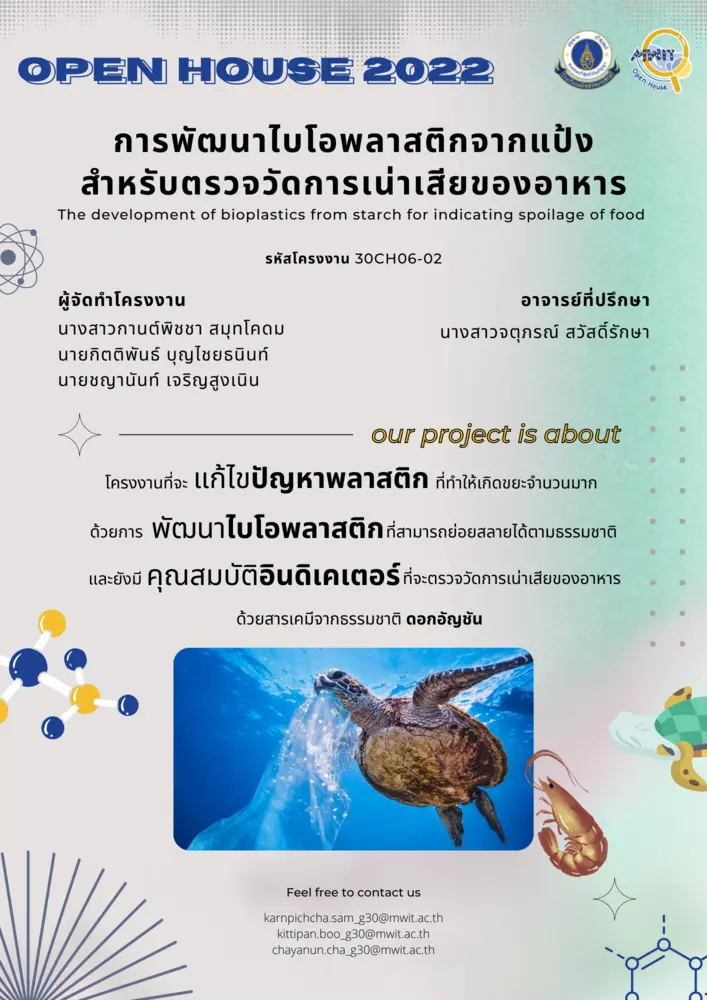 OPEN HOUSE 2022
MWIT
Open House
การพัฒนาไบโอพลาสติกจากแป้ง
สำหรับตรวจวัดการเน่าเสียของอาหาร
The development of bioplastics from starch for indicating spoilage of food
รหัสโครงงาน 30CH06-02
ผู้จัดทำโครงงาน
นางสาวกานต์พิชชา สมุทโคดม
นายกิตติพันธ์ บุญไชยธนินท์
นายชญานันท์ เจริญสูงเนิน
อาจารย์ที่ปรึกษา
นางสาวจตุภรณ์ สวัสดิ์รักษา
our project is about
โครงงานที่จะ แก้ไขปัญหาพลาสติก ที่ทำให้เกิดขยะจำนวนมาก
ด้วยการ พัฒนาไบโอพลาสติกที่สามารถย่อยสลายได้ตามธรรมชาติ
และยังมี คุณสมบัติอินดิเคเตอร์ที่จะตรวจวัดการเน่าเสียของอาหาร
ด้วยสารเคมีจากธรรมชาติ ดอกอัญชัน
Feel free to contact us
karnpichcha.sam_g30@mwit.ac.th
kittipan.boo_g30@mwit.ac.th
chayanun.cha_g30@mwit.ac.th